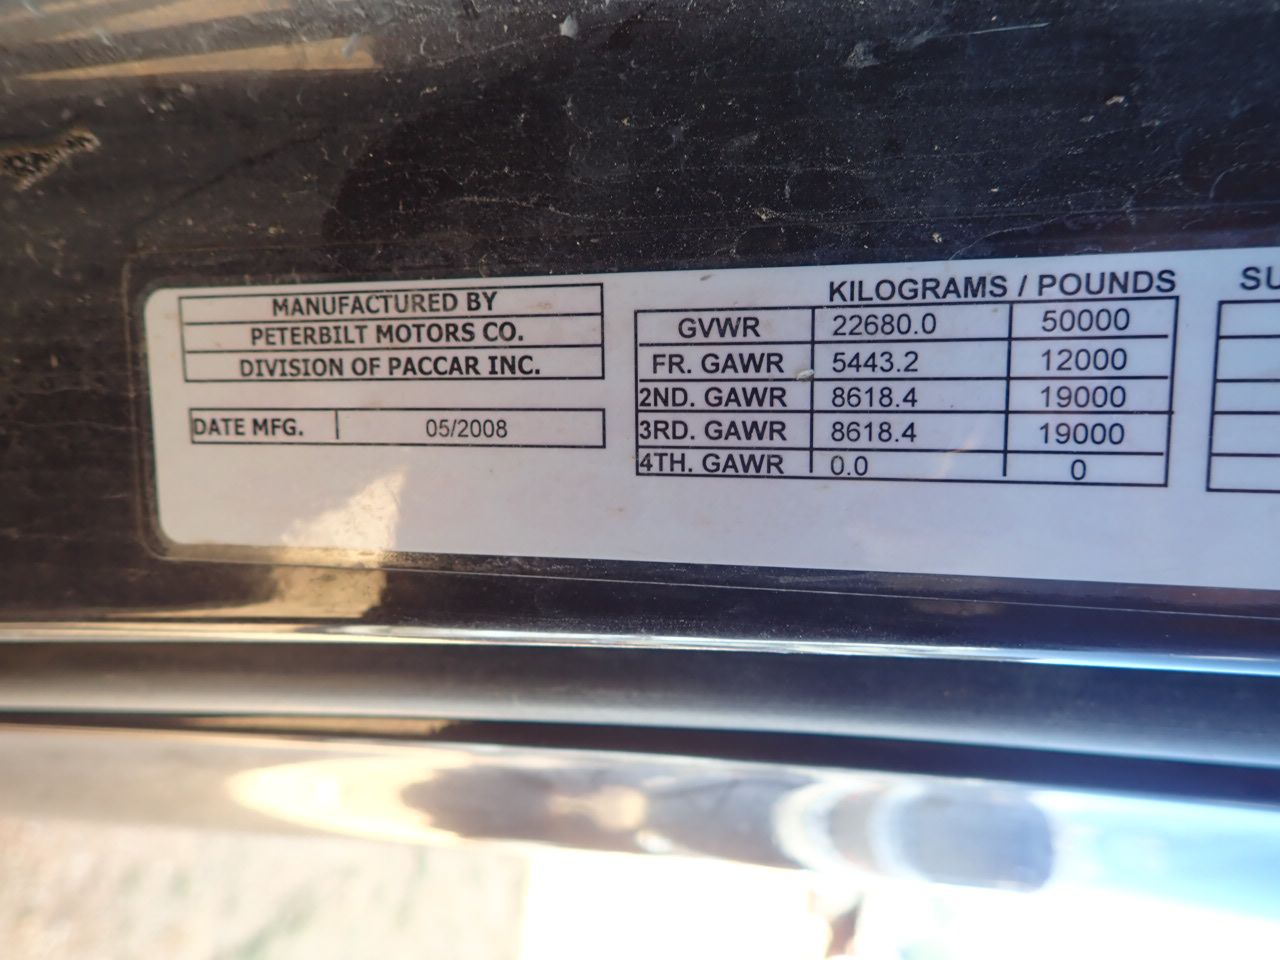 MANUFACTURED BY
PETERBILT MOTORS CO.
DIVISION OF PACCAR INC.
DATE MFG. 05/2008
KILOGRAMS / POUNDS
GVWR 22680.0 50000
FR. GAWR 5443.2 12000
2ND. GAWR 8618.4 19000
3RD. GAWR 8618.4 19000
4TH. GAWR 0.0 0